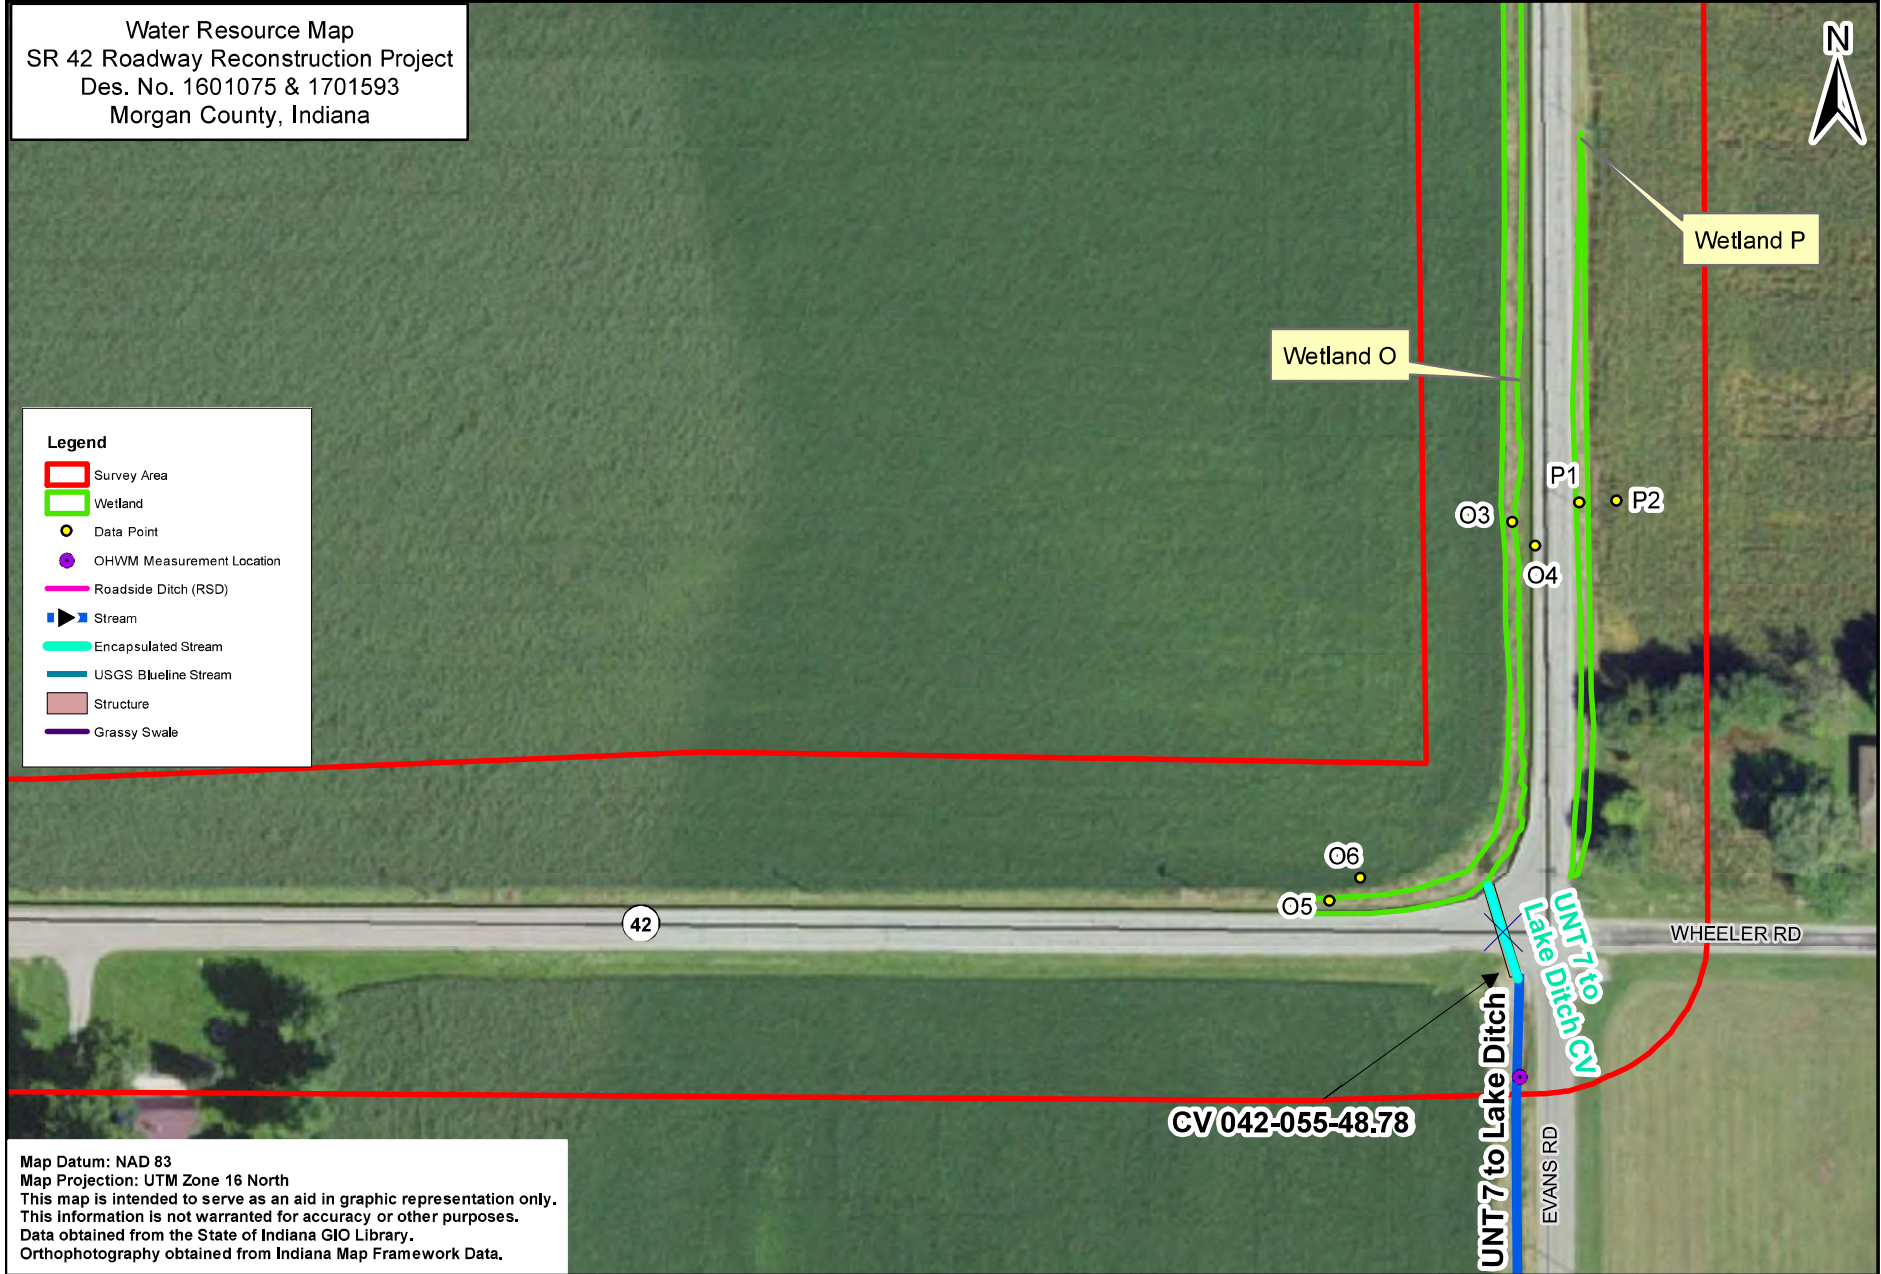 Water Resource Map
SR 42 Roadway Reconstruction Project
Des. No. 1601075 & 1701593
Morgan County, Indiana
N
Wetland P
Wetland O
Legend
Survey Area
Wetland
Data Point
OHWM Measurement Location
Roadside Ditch (RSD)
Stream
Encapsulated Stream
USGS Blueline Stream
Structure
Grassy Swale
P1
P2
O3
O4
O6
O5
42
WHEELER RD
UNT 7 to
Lake Ditch CV
UNT 7 to Lake Ditch
CV 042-055-48.78
EVANS RD
Map Datum: NAD 83
Map Projection: UTM Zone 16 North
This map is intended to serve as an aid in graphic representation only.
This information is not warranted for accuracy or other purposes.
Data obtained from the State of Indiana GIO Library.
Orthophotography obtained from Indiana Map Framework Data.